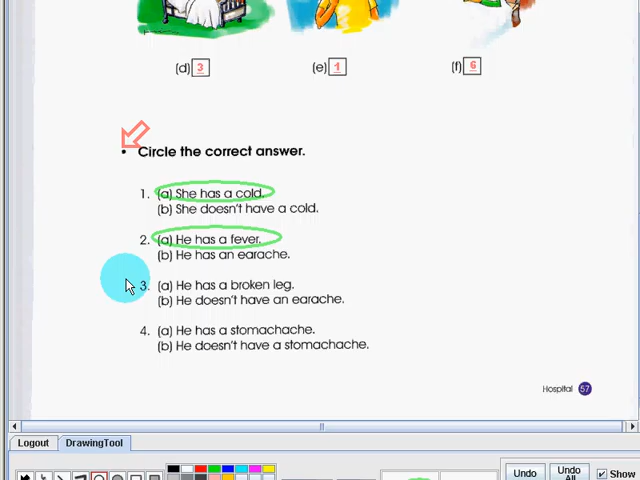 (d) 3 (e) 1 (f) 6
• Circle the correct answer.
1. (a) She has a cold.
(b) She doesn't have a cold.
2. (a) He has a fever.
(b) He has an earache.
3. (a) He has a broken leg.
(b) He doesn't have an earache.
4. (a) He has a stomachache.
(b) He doesn't have a stomachache.
Hospital 57
Logout DrawingTool
Undo Undo All Show